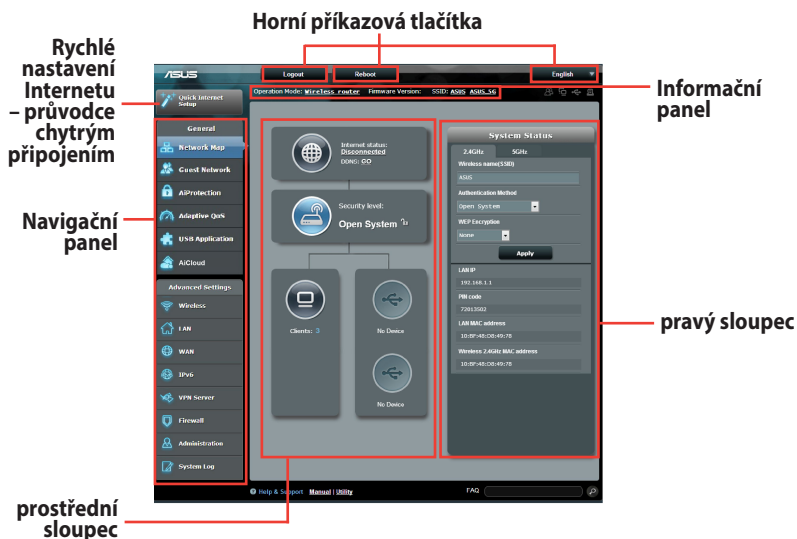 Horní příkazová tlačítka
Rychlé
nastavení
Internetu
– průvodce
chytrým
připojením
Informační
panel
Navigační
panel
pravý sloupec
prostřední
sloupec
ASUS
Logout
Reboot
English
Quick Internet
Setup
Operation Mode: Wireless router Firmware Version: SSID: ASUS ASUS_5G
General
Network Map
Guest Network
AiProtection
Adaptive QoS
USB Application
AiCloud
Advanced Settings
Wireless
LAN
WAN
IPv6
VPN Server
Firewall
Administration
System Log
Internet status:
Disconnected
DDNS: GO
Security level:
Open System
Clients: 3
No Device
No Device
System Status
2.4GHz 5GHz
Wireless name(SSID)
ASUS
Authentication Method
Open System
WEP Encryption
None
Apply
LAN IP
192.168.1.1
PIN code
72013502
LAN MAC address
10:BF:48:D8:49:78
Wireless 2.4GHz MAC address
10:BF:48:D8:49:78
Help & Support Manual | Utility
FAQ